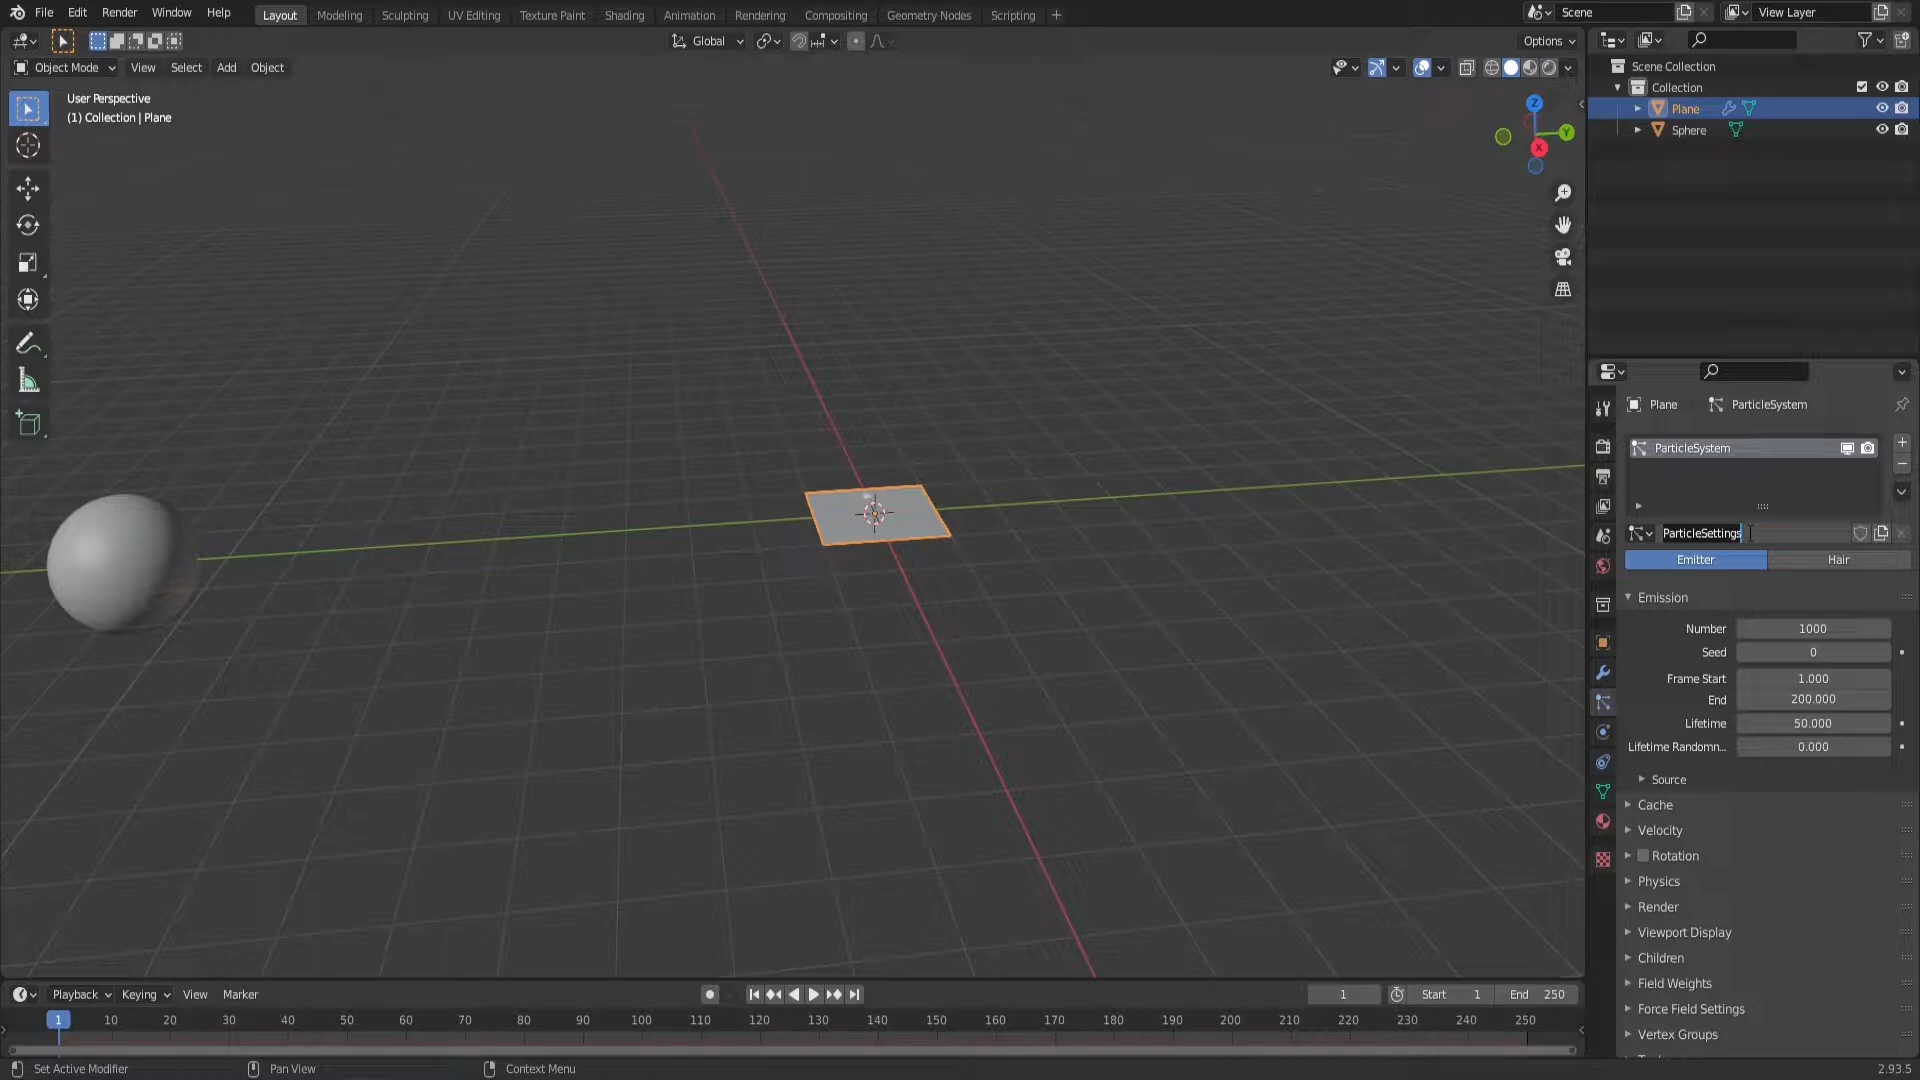 File Edit Render Window Help Layout Modeling Sculpting UV Editing Texture Paint Shading Animation Rendering Compositing Geometry Nodes Scripting + Scene View Layer
Global Options
Object Mode View Select Add Object
User Perspective
(1) Collection | Plane
Z
Y
X
Scene Collection
Collection
Plane
Sphere
Plane ParticleSystem
ParticleSystem
ParticleSettings
Emitter Hair
Emission
Number 1000
Seed 0
Frame Start 1.000
End 200.000
Lifetime 50.000
Lifetime Randomn.. 0.000
Source
Cache
Velocity
Rotation
Physics
Render
Viewport Display
Children
Field Weights
Force Field Settings
Vertex Groups
Playback Keying View Marker 1 Start 1 End 250
1 10 20 30 40 50 60 70 80 90 100 110 120 130 140 150 160 170 180 190 200 210 220 230 240 250
Set Active Modifier Pan View Context Menu 2.93.5